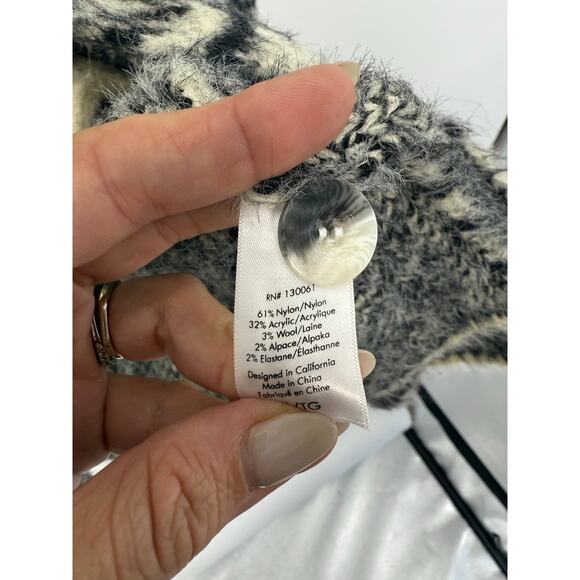 RN# 130061
61% Nylon/Nylon
32% Acrylic/Acrylique
3% Wool/Laine
2% Alpace/Alpaka
2% Elastane/Élasthanne
Designed in California
Made in China
Fabriqué en Chine